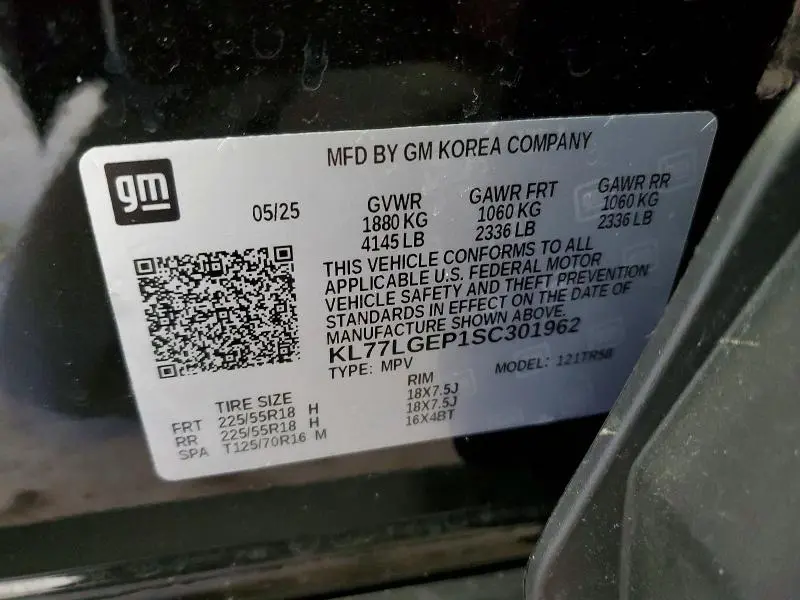 gm
MFD BY GM KOREA COMPANY
05/25
GVWR
1880 KG
4145 LB
GAWR FRT
1060 KG
2336 LB
GAWR RR
1060 KG
2336 LB
THIS VEHICLE CONFORMS TO ALL
APPLICABLE U.S. FEDERAL MOTOR
VEHICLE SAFETY AND THEFT PREVENTION
STANDARDS IN EFFECT ON THE DATE OF
MANUFACTURE SHOWN ABOVE.
KL77LGEP1SC301962
TYPE: MPV
MODEL: 121TR58
TIRE SIZE
RIM
FRT 225/55R18 H 18X7.5J
RR 225/55R18 H 18X7.5J
SPA T125/70R16 M 16X4BT